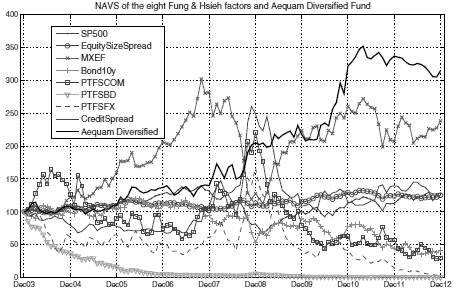 NAVS of the eight Fung & Hsieh factors and Aequam Diversified Fund
400
350
300
250
200
150
100
50
0
SP500
EquitySizeSpread
MXEF
Bond10y
PTFSCOM
PTFSBD
PTFSFX
CreditSpread
Aequam Diversified
Dec03 Dec04 Dec05 Dec06 Dec07 Dec08 Dec09 Dec10 Dec11 Dec12